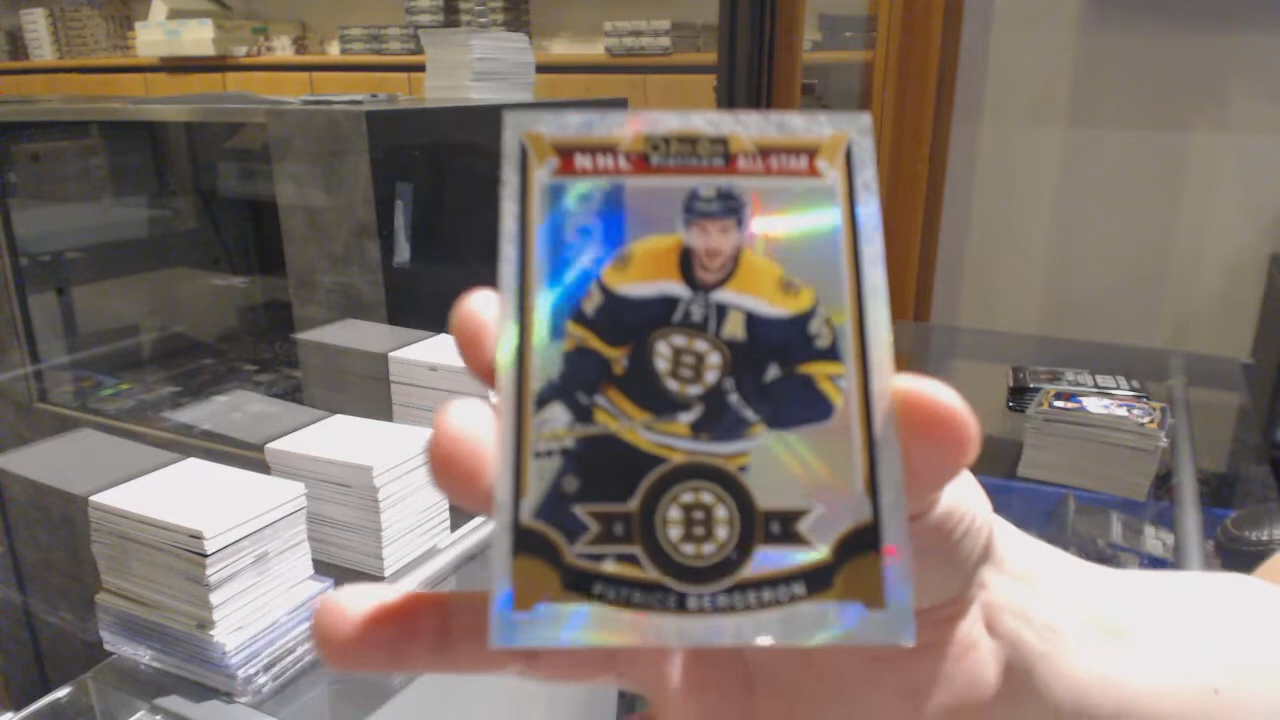 O-Pee-Chee
NHL Platinum ALL-STAR
A
B
B
PATRICE BERGERON